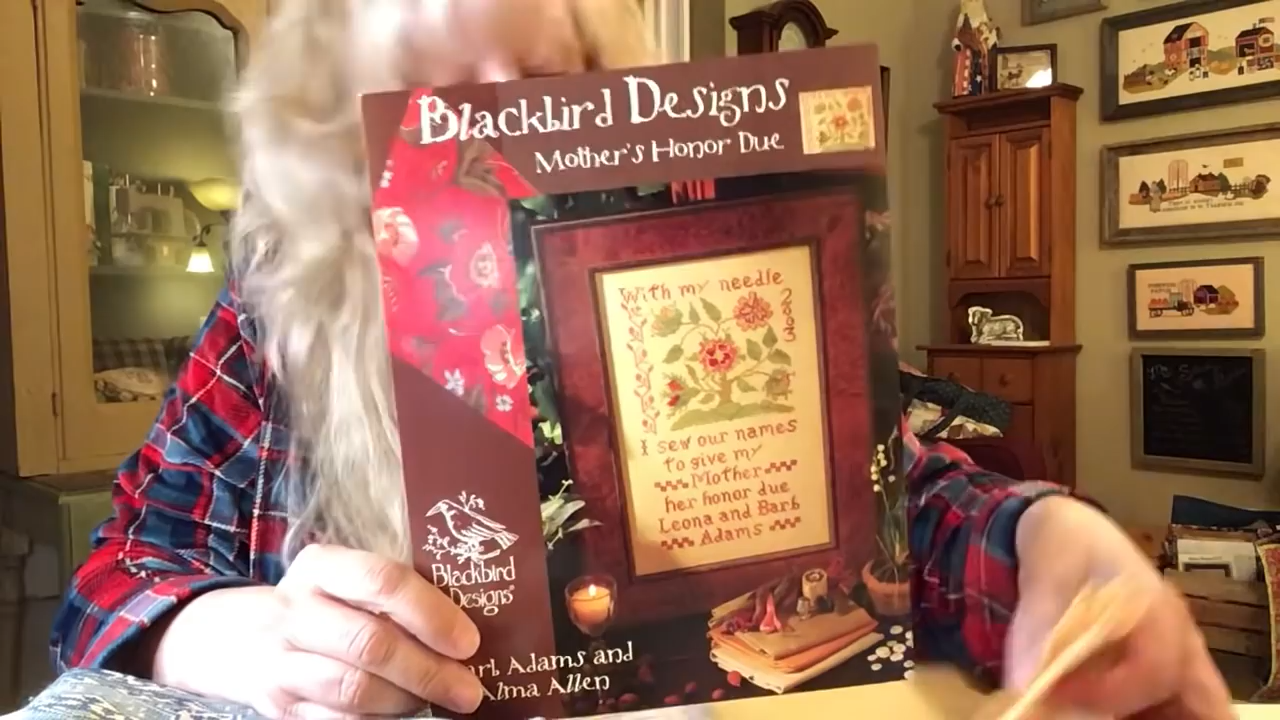 Blackbird Designs
Mother's Honor Due
With my needle
2003
I sew our names
to give my
Mother
her honor due
Leona and Barb
Adams
Blackbird
Designs
Adams and
Alma Allen